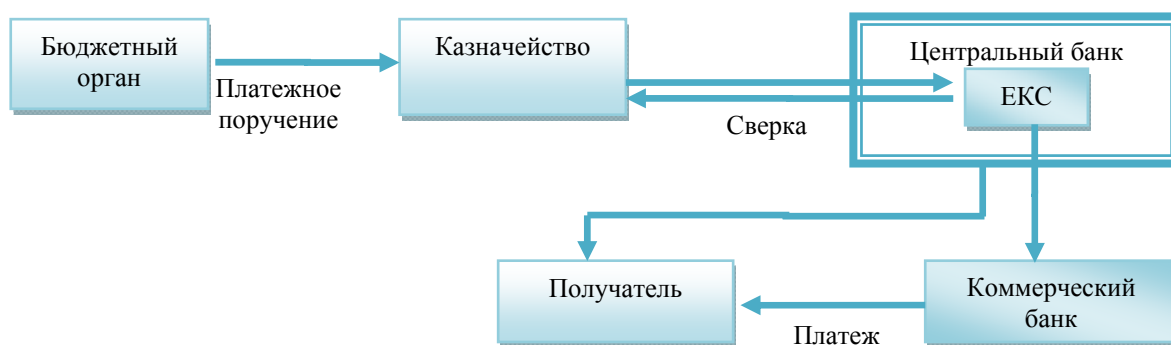 Бюджетный
орган
Платежное
поручение
Казначейство
Сверка
Центральный банк
ЕКС
Получатель
Платеж
Коммерческий
банк